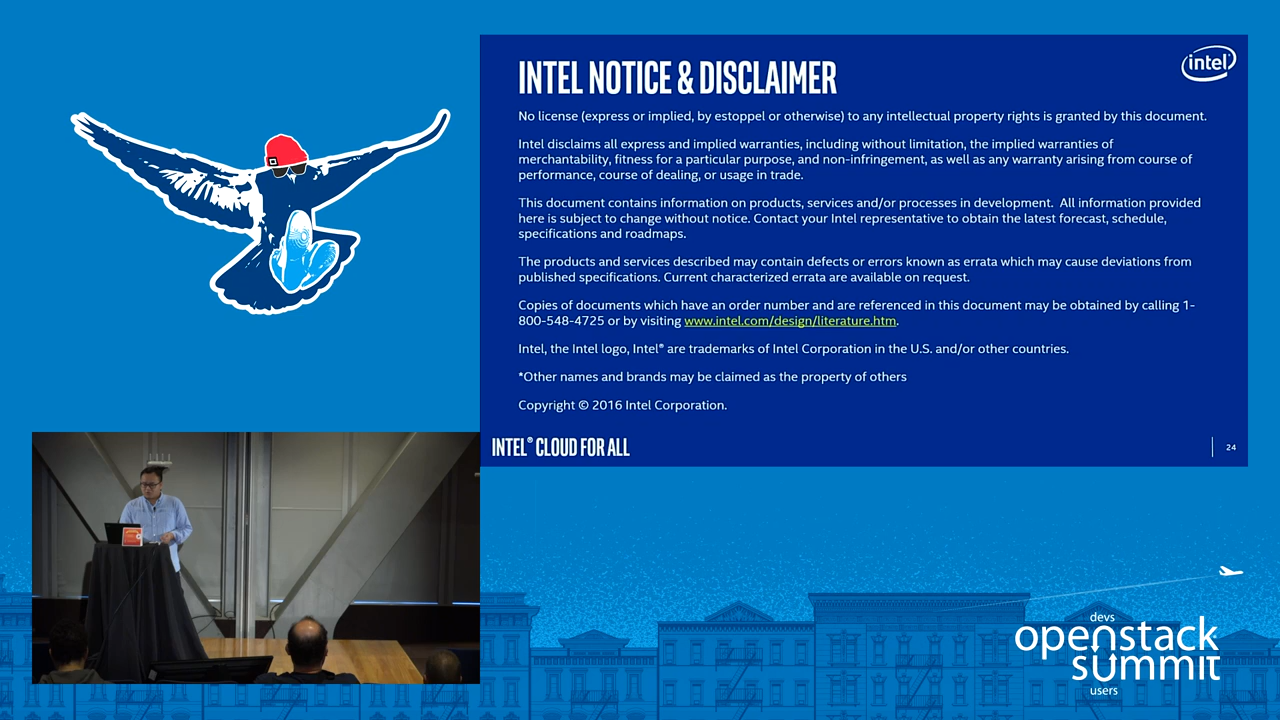 INTEL NOTICE & DISCLAIMER
intel
No license (express or implied, by estoppel or otherwise) to any intellectual property rights is granted by this document.
Intel disclaims all express and implied warranties, including without limitation, the implied warranties of
merchantability, fitness for a particular purpose, and non-infringement, as well as any warranty arising from course of
performance, course of dealing, or usage in trade.
This document contains information on products, services and/or processes in development.  All information provided
here is subject to change without notice. Contact your Intel representative to obtain the latest forecast, schedule,
specifications and roadmaps.
The products and services described may contain defects or errors known as errata which may cause deviations from
published specifications. Current characterized errata are available on request.
Copies of documents which have an order number and are referenced in this document may be obtained by calling 1-
800-548-4725 or by visiting www.intel.com/design/literature.htm.
Intel, the Intel logo, Intel® are trademarks of Intel Corporation in the U.S. and/or other countries.
*Other names and brands may be claimed as the property of others
Copyright © 2016 Intel Corporation.
INTEL® CLOUD FOR ALL
24
devs
openstack
summit
users